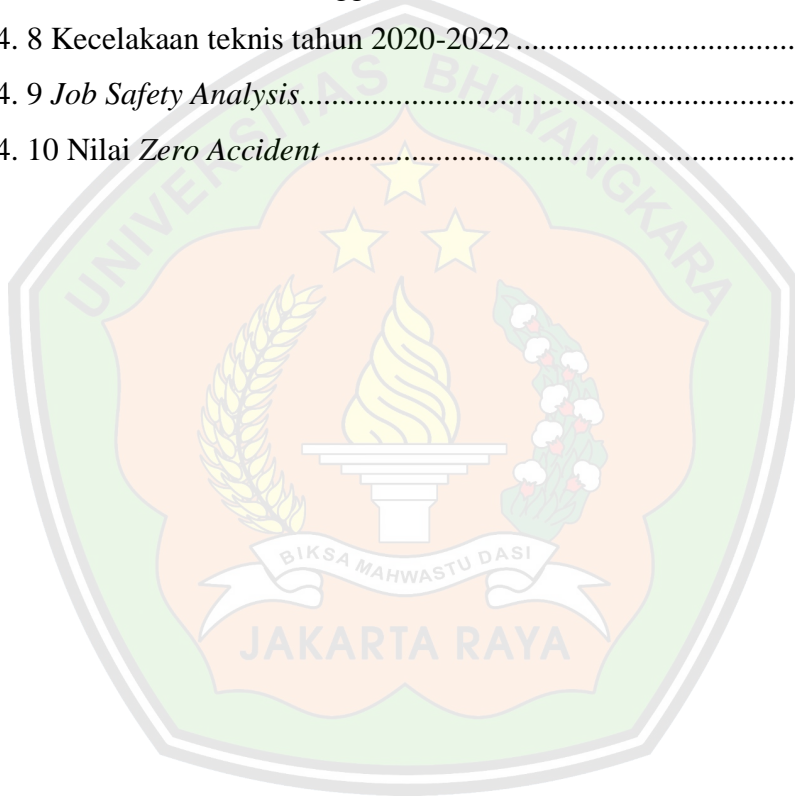 4. 8 Kecelakaan teknis tahun 2020-2022 ....................................
4. 9 Job Safety Analysis..............................................................
4. 10 Nilai Zero Accident ...........................................................
UNIVERSITAS BHAYANGKARA
BIKSA MAHWASTU DASI
JAKARTA RAYA